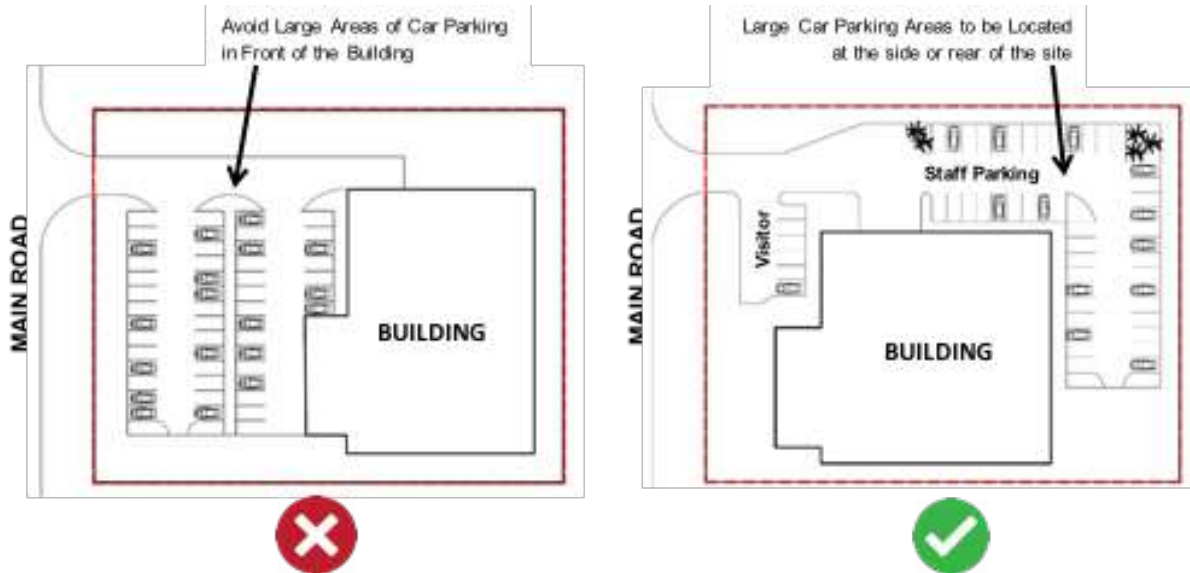 Avoid Large Areas of Car Parking
in Front of the Building
MAIN ROAD
BUILDING
Large Car Parking Areas to be Located
at the side or rear of the site
Staff Parking
Visitor
MAIN ROAD
BUILDING